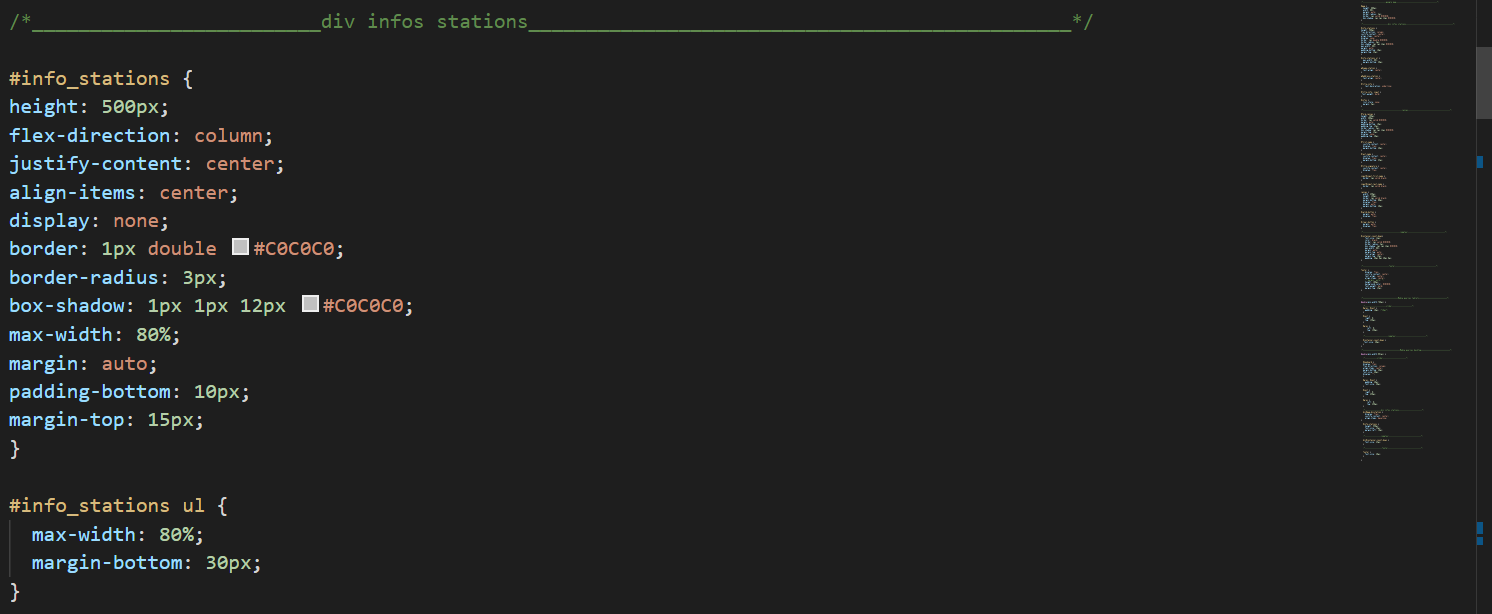 /*_________________________div infos stations_______________________________________________*/
#info_stations {
height: 500px;
flex-direction: column;
justify-content: center;
align-items: center;
display: none;
border: 1px double #C0C0C0;
border-radius: 3px;
box-shadow: 1px 1px 12px #C0C0C0;
max-width: 80%;
margin: auto;
padding-bottom: 10px;
margin-top: 15px;
}
#info_stations ul {
max-width: 80%;
margin-bottom: 30px;
}